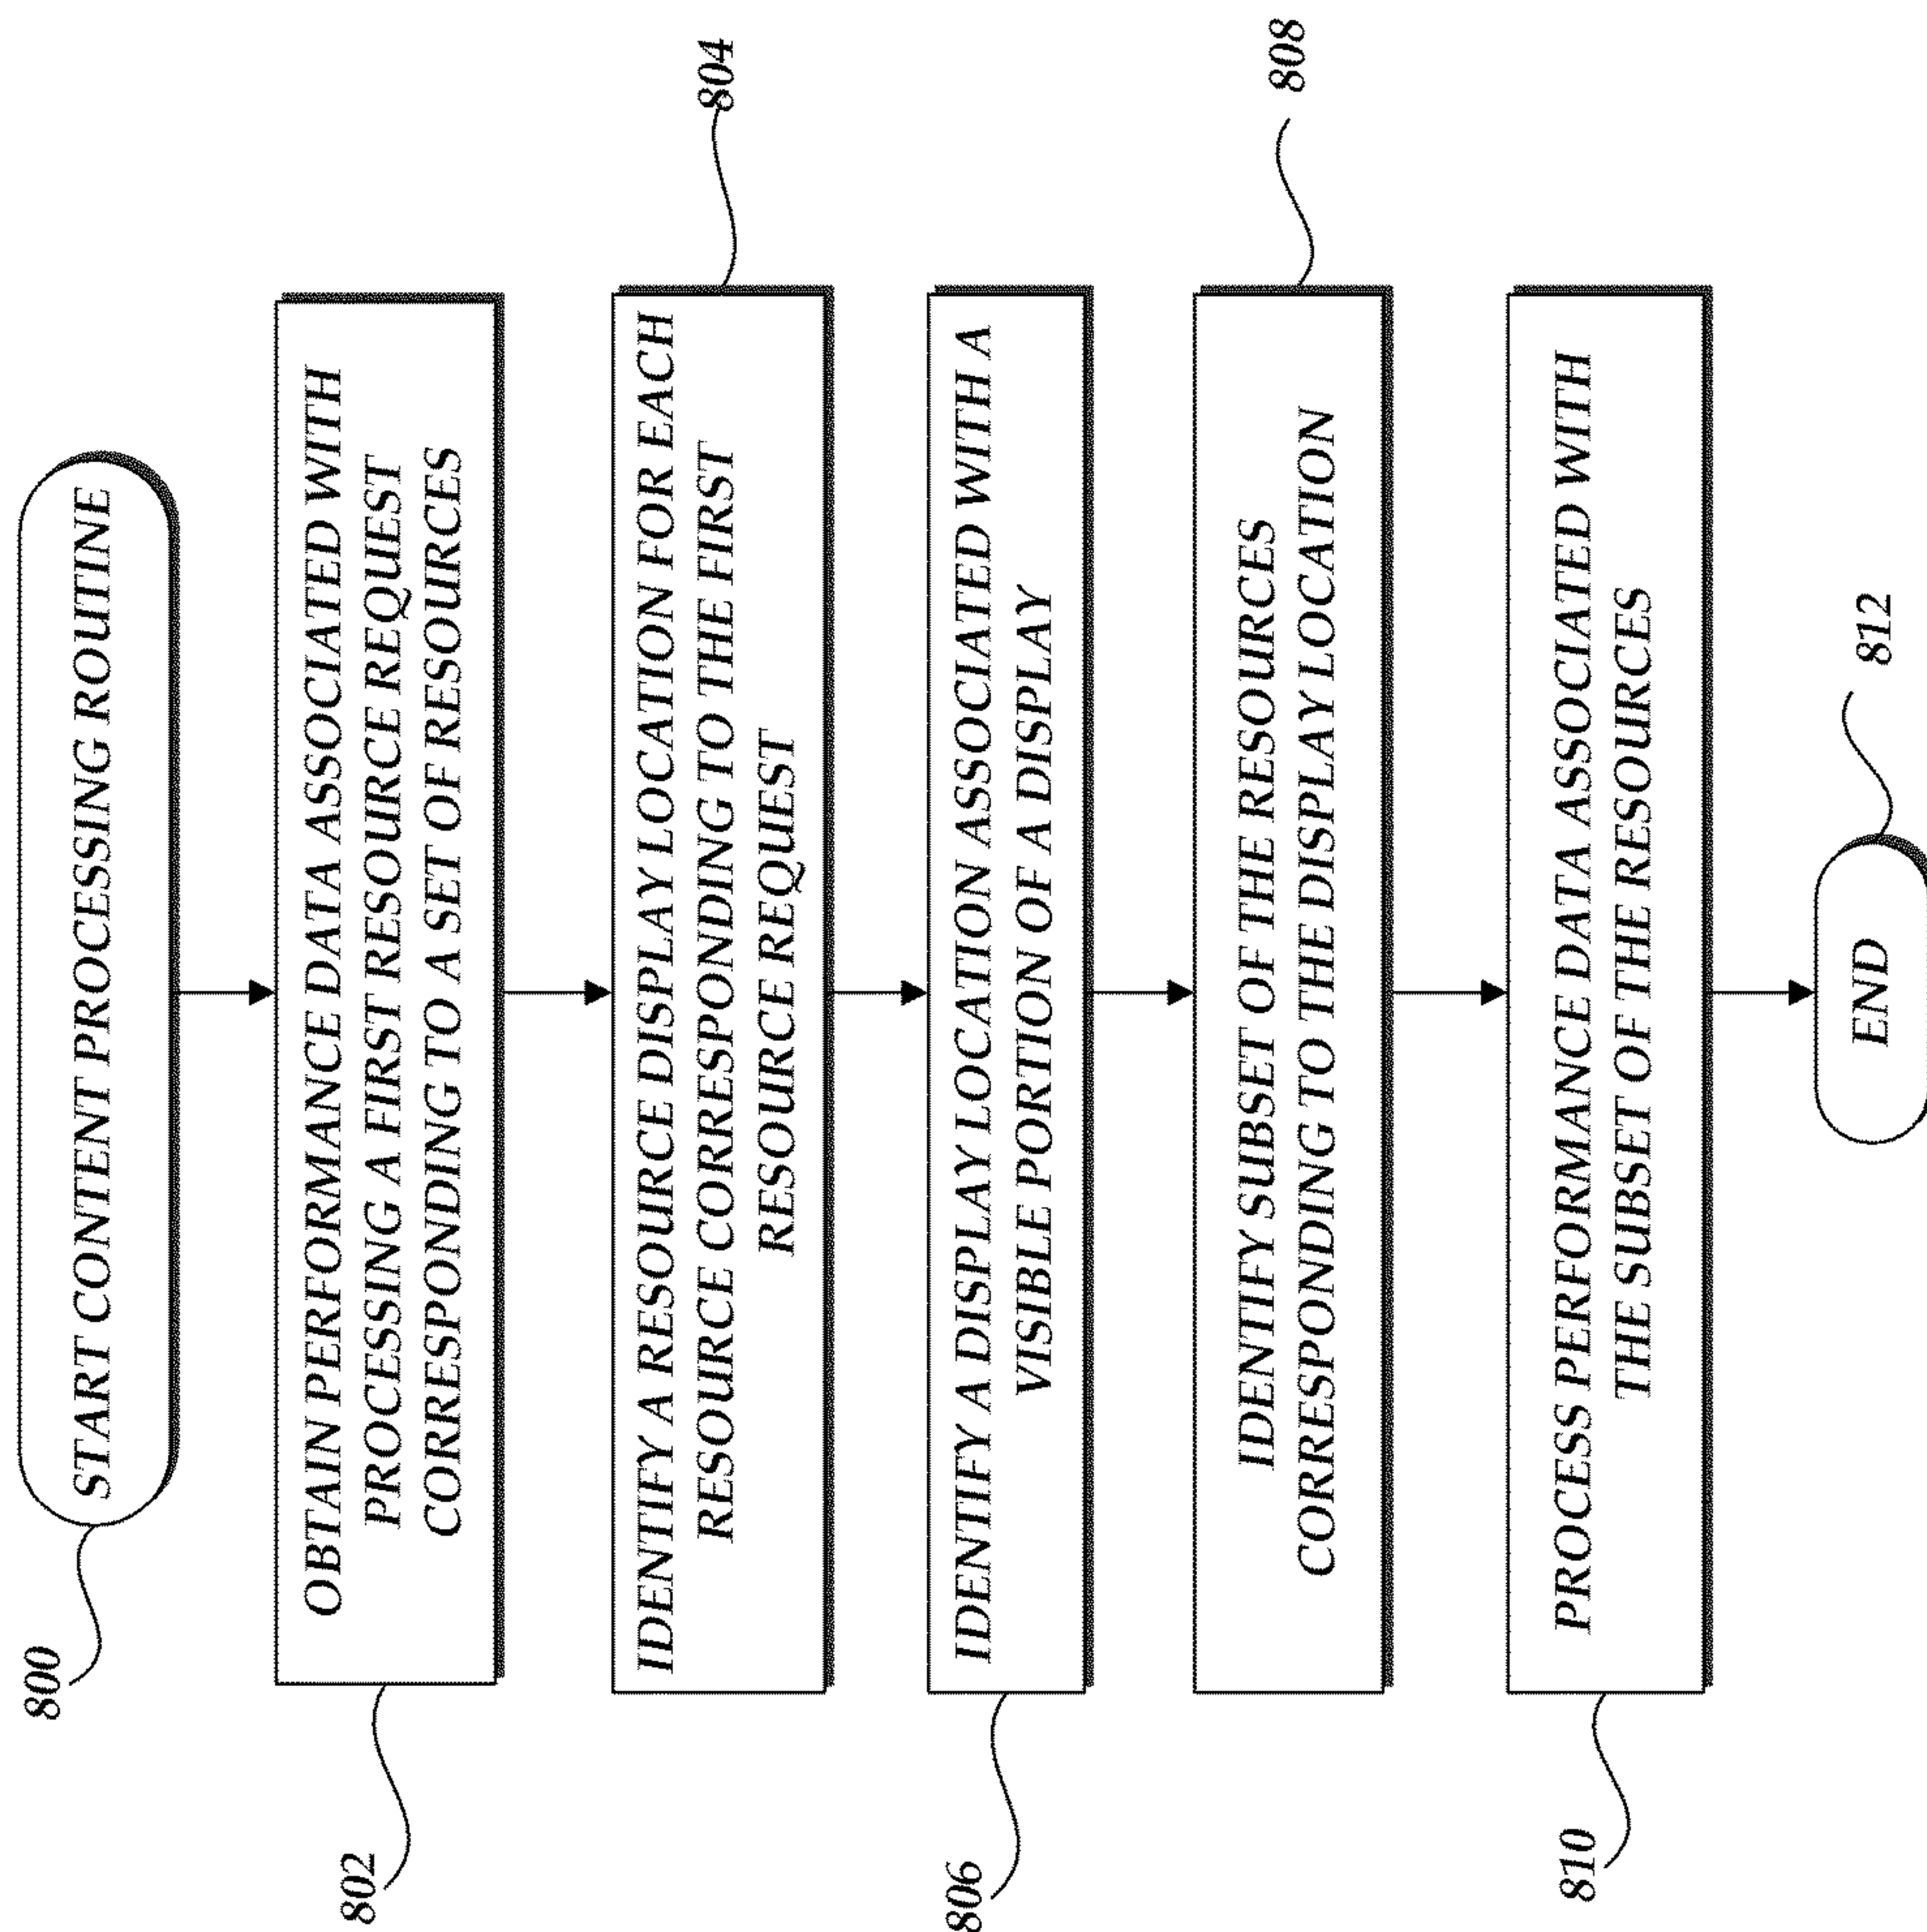 800
START CONTENT PROCESSING ROUTINE
802
OBTAIN PERFORMANCE DATA ASSOCIATED WITH
PROCESSING A FIRST RESOURCE REQUEST
CORRESPONDING TO A SET OF RESOURCES
804
IDENTIFY A RESOURCE DISPLAY LOCATION FOR EACH
RESOURCE CORRESPONDING TO THE FIRST
RESOURCE REQUEST
806
IDENTIFY A DISPLAY LOCATION ASSOCIATED WITH A
VISIBLE PORTION OF A DISPLAY
808
IDENTIFY SUBSET OF THE RESOURCES
CORRESPONDING TO THE DISPLAY LOCATION
810
PROCESS PERFORMANCE DATA ASSOCIATED WITH
THE SUBSET OF THE RESOURCES
812
END